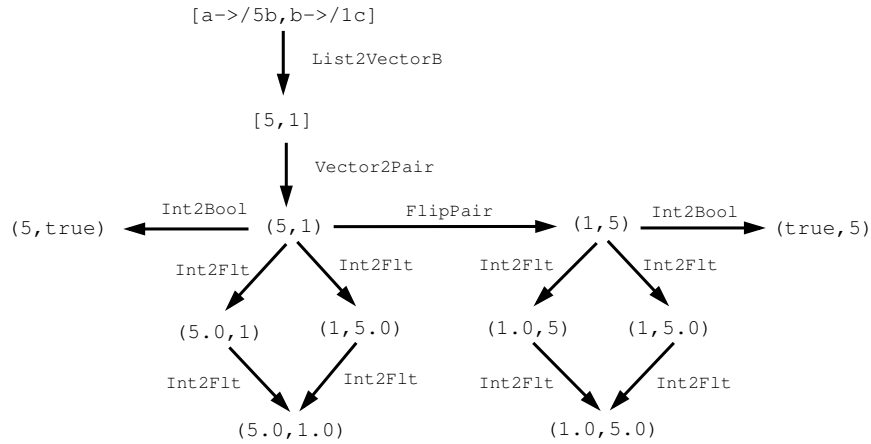 [a->/5b,b->/1c]
List2VectorB
[5,1]
Vector2Pair
(5,true) Int2Bool (5,1) FlipPair (1,5) Int2Bool (true,5)
Int2Flt Int2Flt Int2Flt Int2Flt
(5.0,1) (1,5.0) (1.0,5) (1,5.0)
Int2Flt Int2Flt Int2Flt Int2Flt
(5.0,1.0) (1.0,5.0)